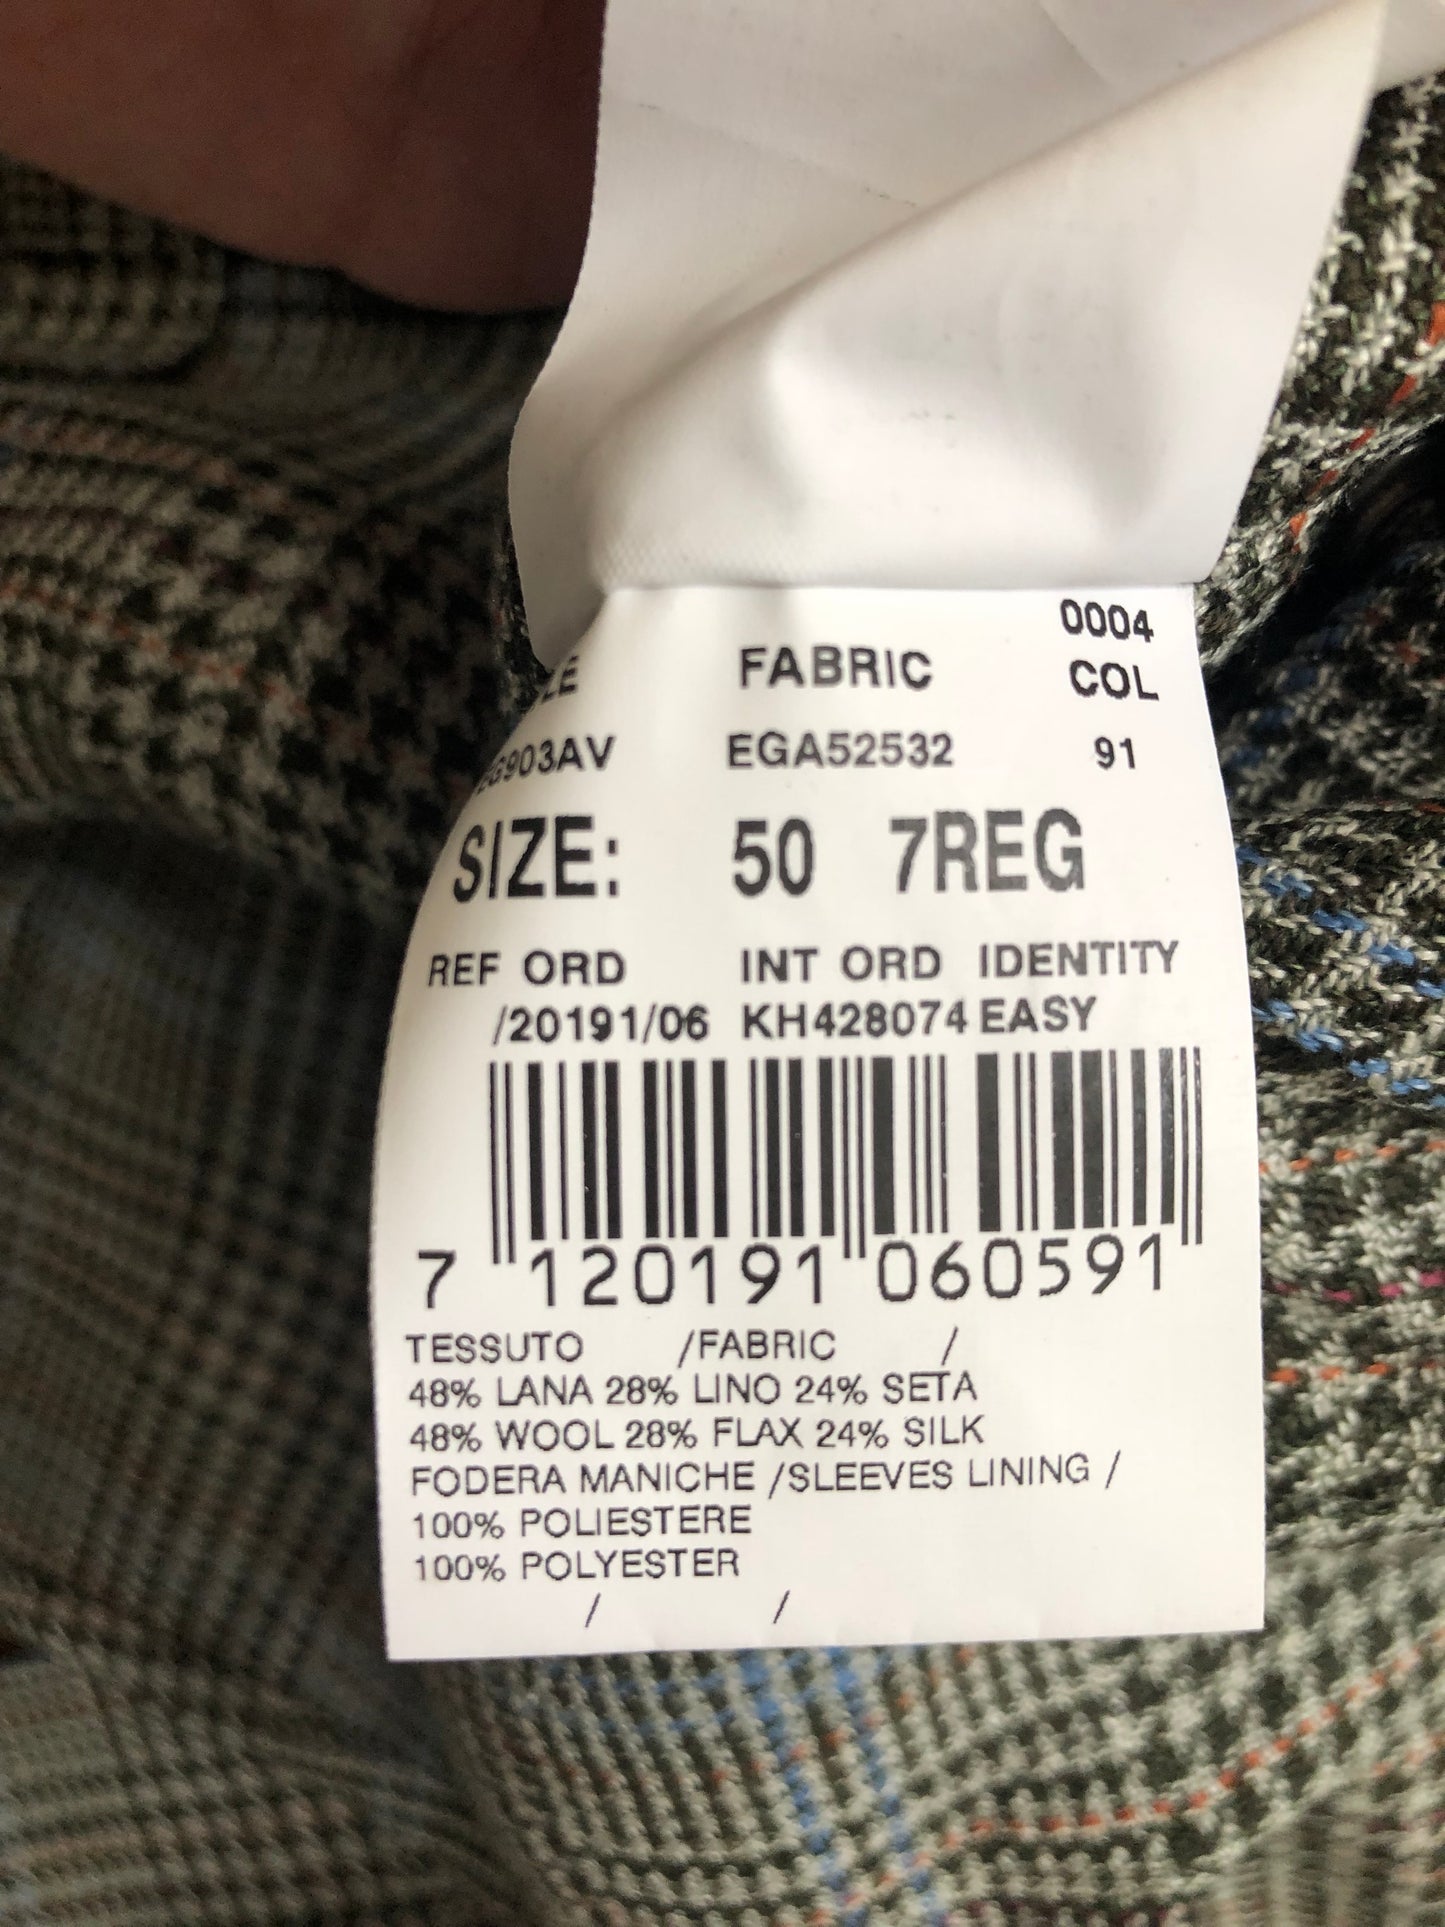 0004
FABRIC COL
EGA52532 91
SIZE: 50 7REG
REF ORD INT ORD IDENTITY
/20191/06 KH428074 EASY
7 120191 060591
TESSUTO /FABRIC /
48% LANA 28% LINO 24% SETA
48% WOOL 28% FLAX 24% SILK
FODERA MANICHE /SLEEVES LINING /
100% POLIESTERE
100% POLYESTER
/ /